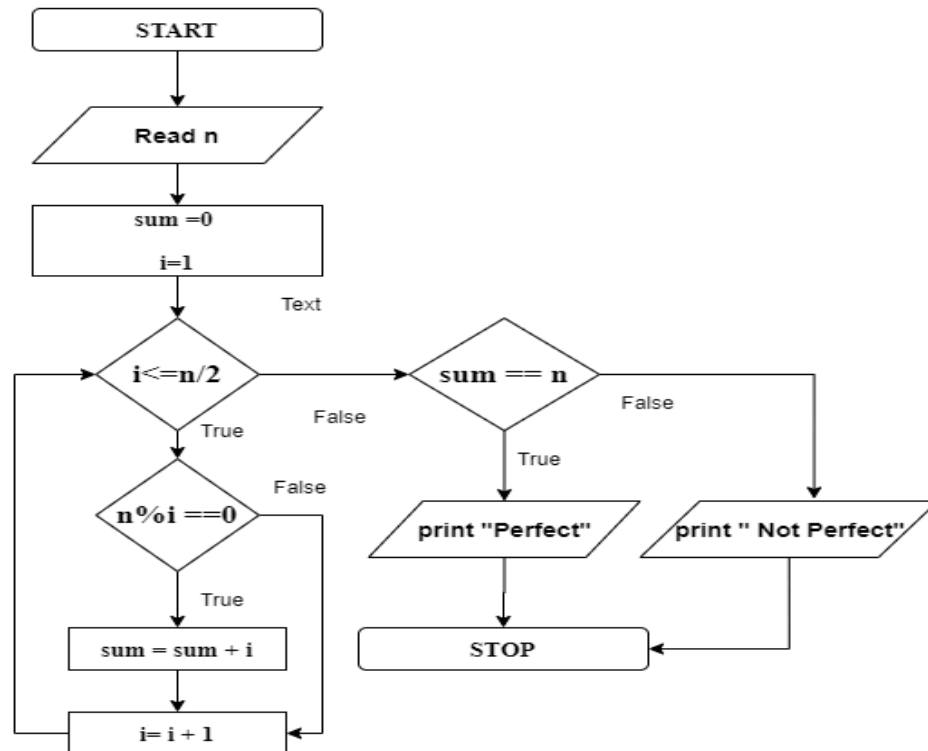 START
Read n
sum =0
i=1
Text
i<=n/2
sum == n
False
False
True
True
n%i ==0
False
print "Perfect"
print " Not Perfect"
True
sum = sum + i
STOP
i= i + 1